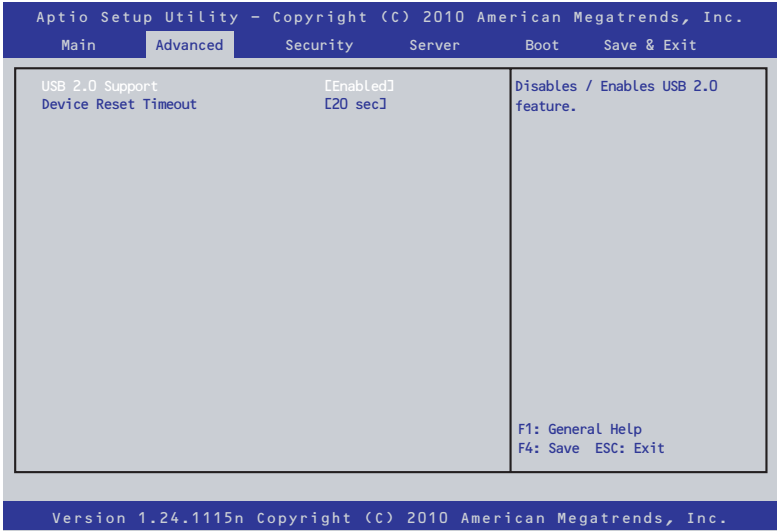 Aptio Setup Utility – Copyright (C) 2010 American Megatrends, Inc.
Main Advanced Security Server Boot Save & Exit
USB 2.0 Support [Enabled]
Device Reset Timeout [20 sec]
Disables / Enables USB 2.0
feature.
F1: General Help
F4: Save ESC: Exit
Version 1.24.1115n Copyright (C) 2010 American Megatrends, Inc.